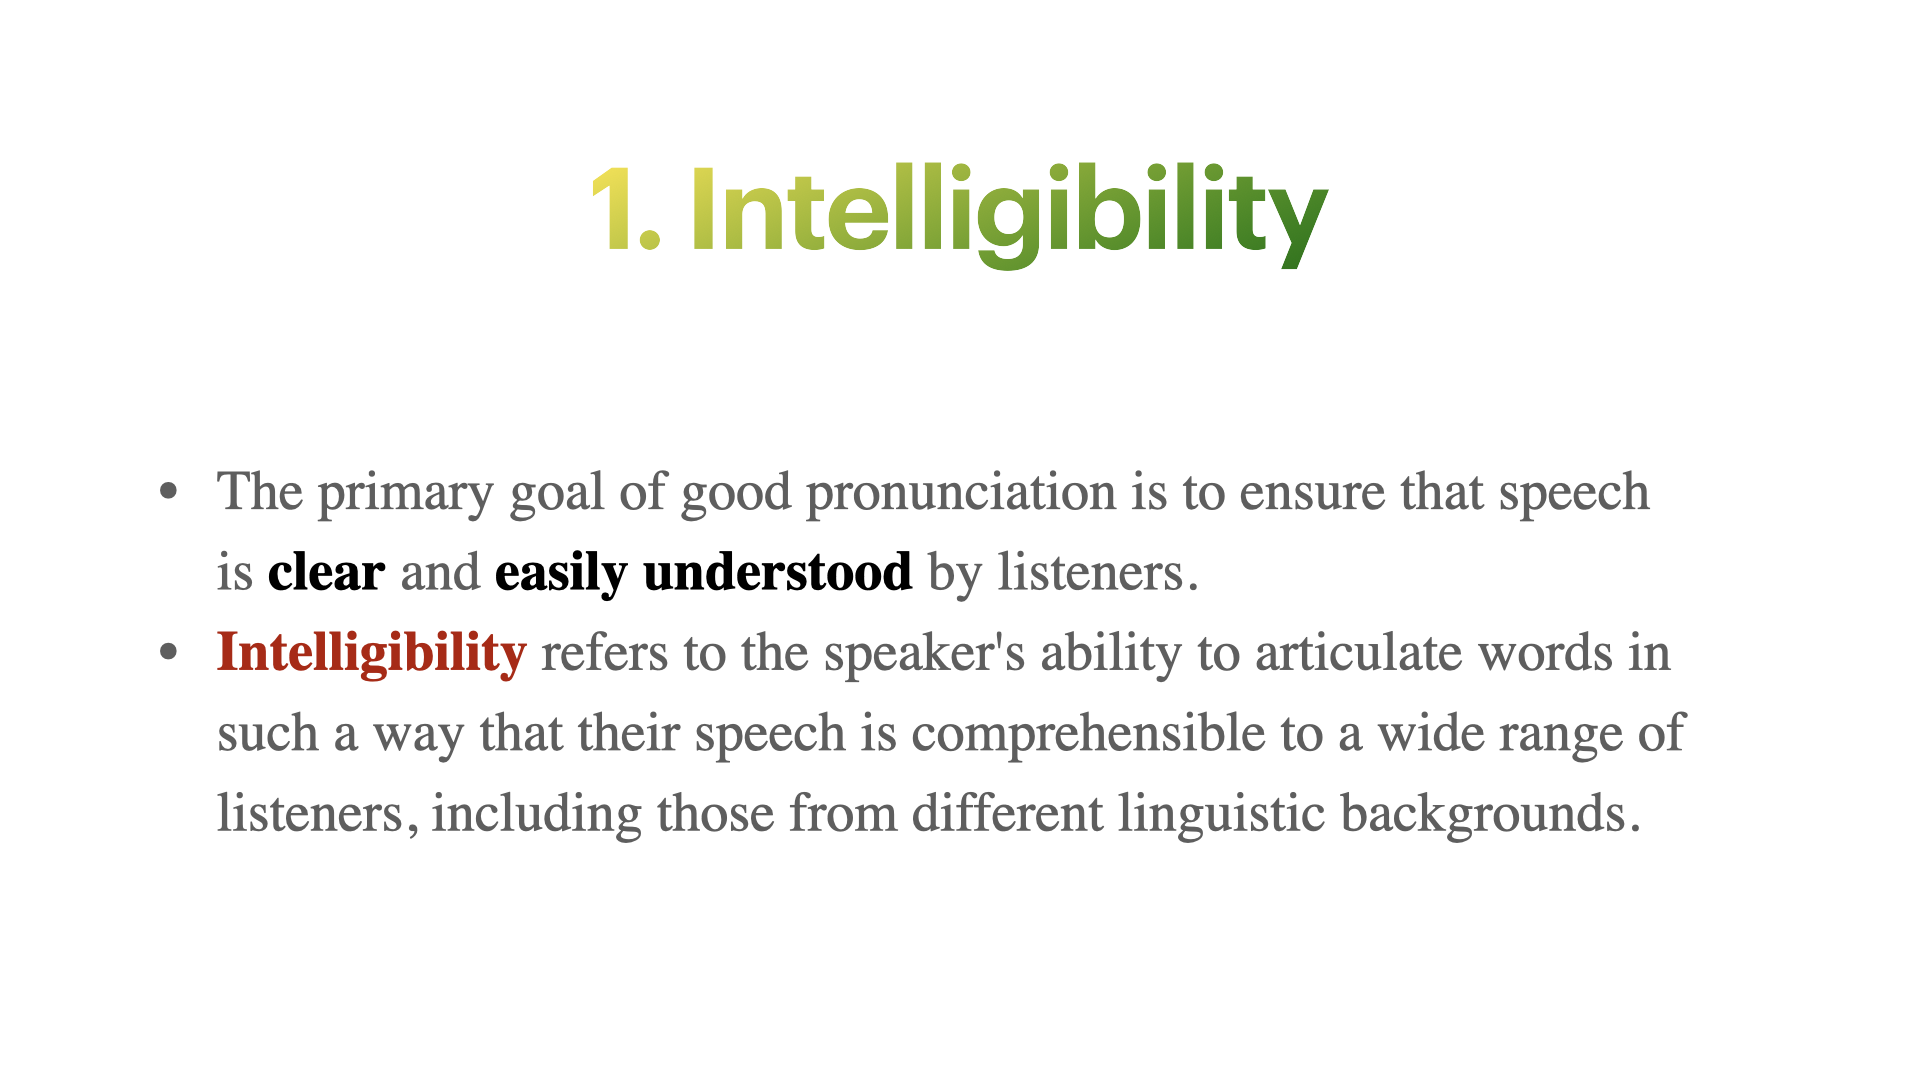 1. Intelligibility
• The primary goal of good pronunciation is to ensure that speech
is clear and easily understood by listeners.
• Intelligibility refers to the speaker's ability to articulate words in
such a way that their speech is comprehensible to a wide range of
listeners, including those from different linguistic backgrounds.